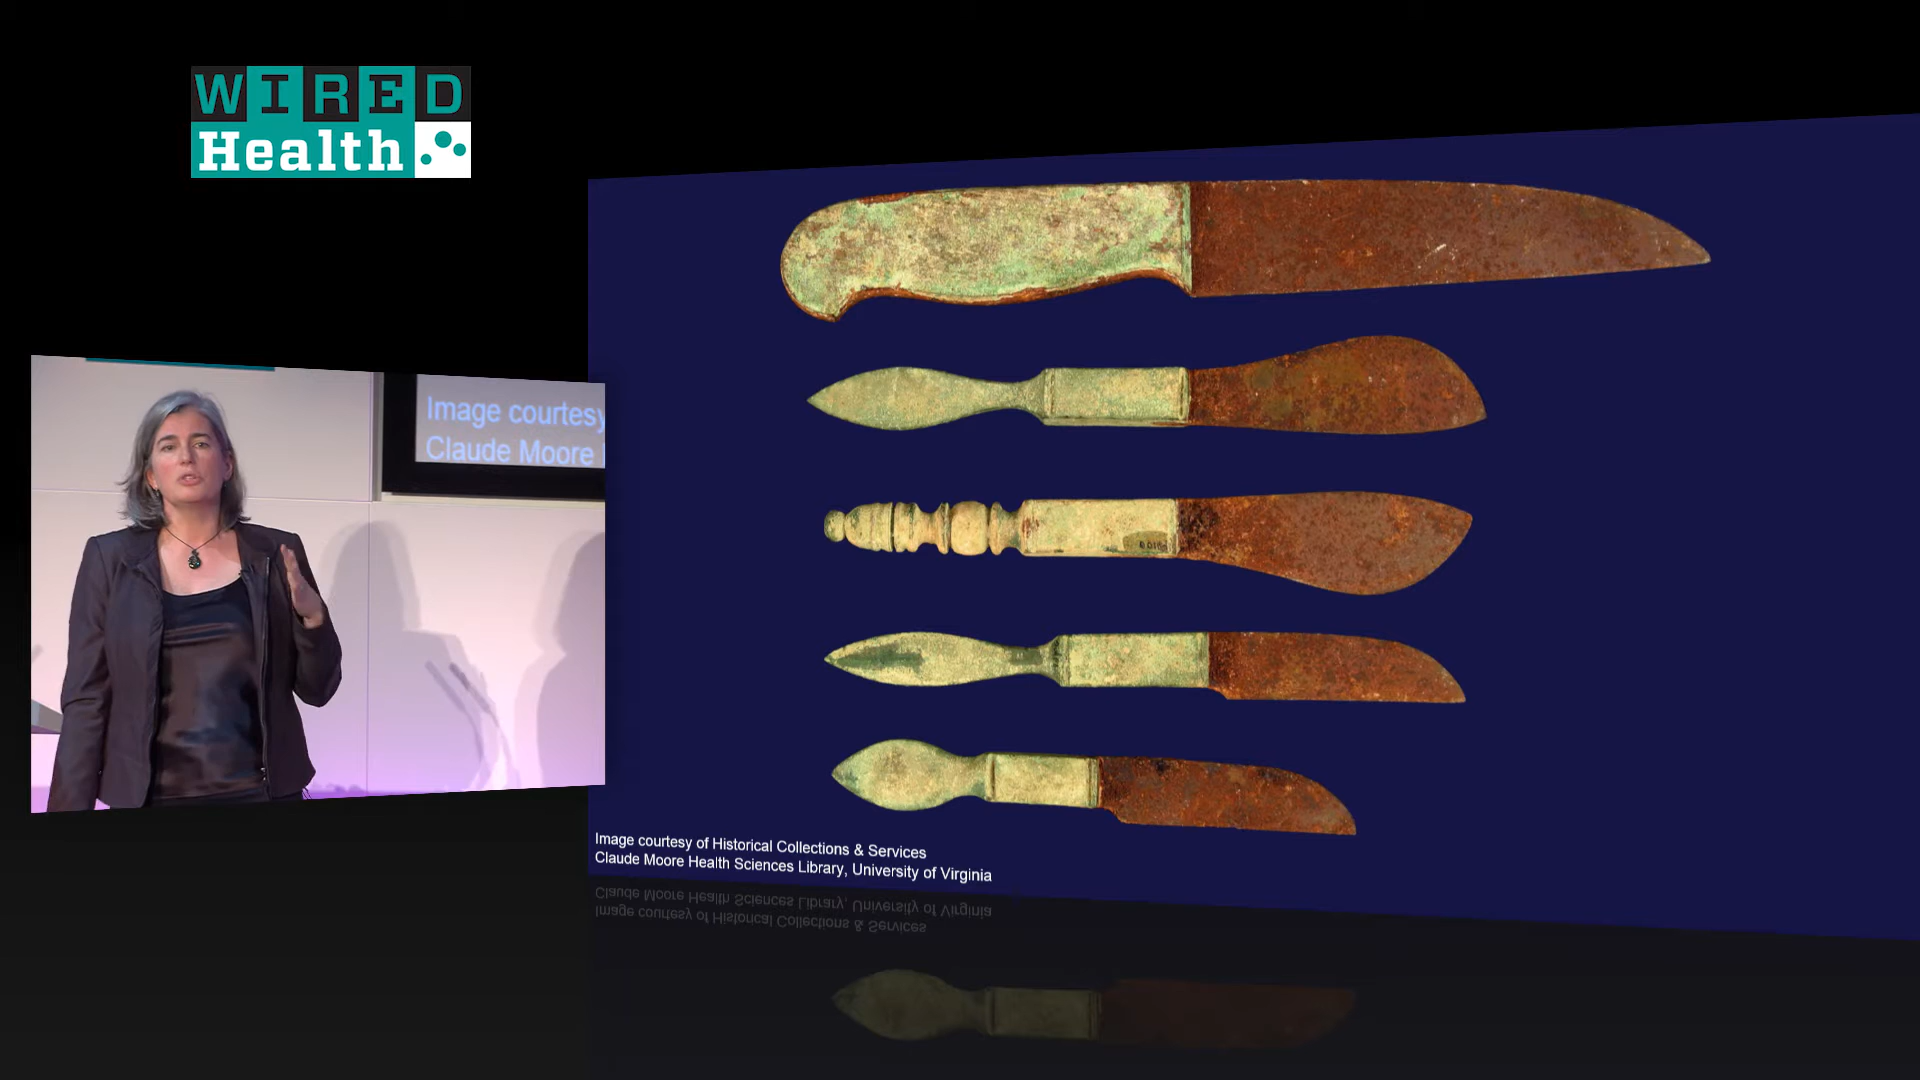 WIRED
Health
Image courtesy
Claude Moore
Image courtesy of Historical Collections & Services
Claude Moore Health Sciences Library, University of Virginia